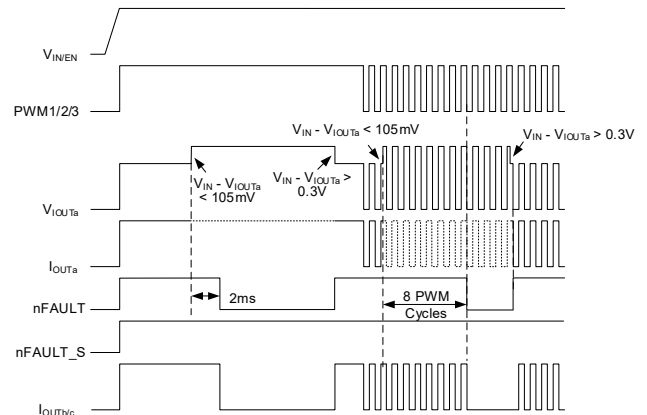 V_IN/EN
PWM1/2/3
V_IN - V_IOUTa < 105mV
V_IN - V_IOUTa > 0.3V
V_IN - V_IOUTa
< 105mV
V_IN - V_IOUTa >
0.3V
V_IOUTa
I_OUTa
nFAULT
2ms
8 PWM
Cycles
nFAULT_S
I_OUTb/c